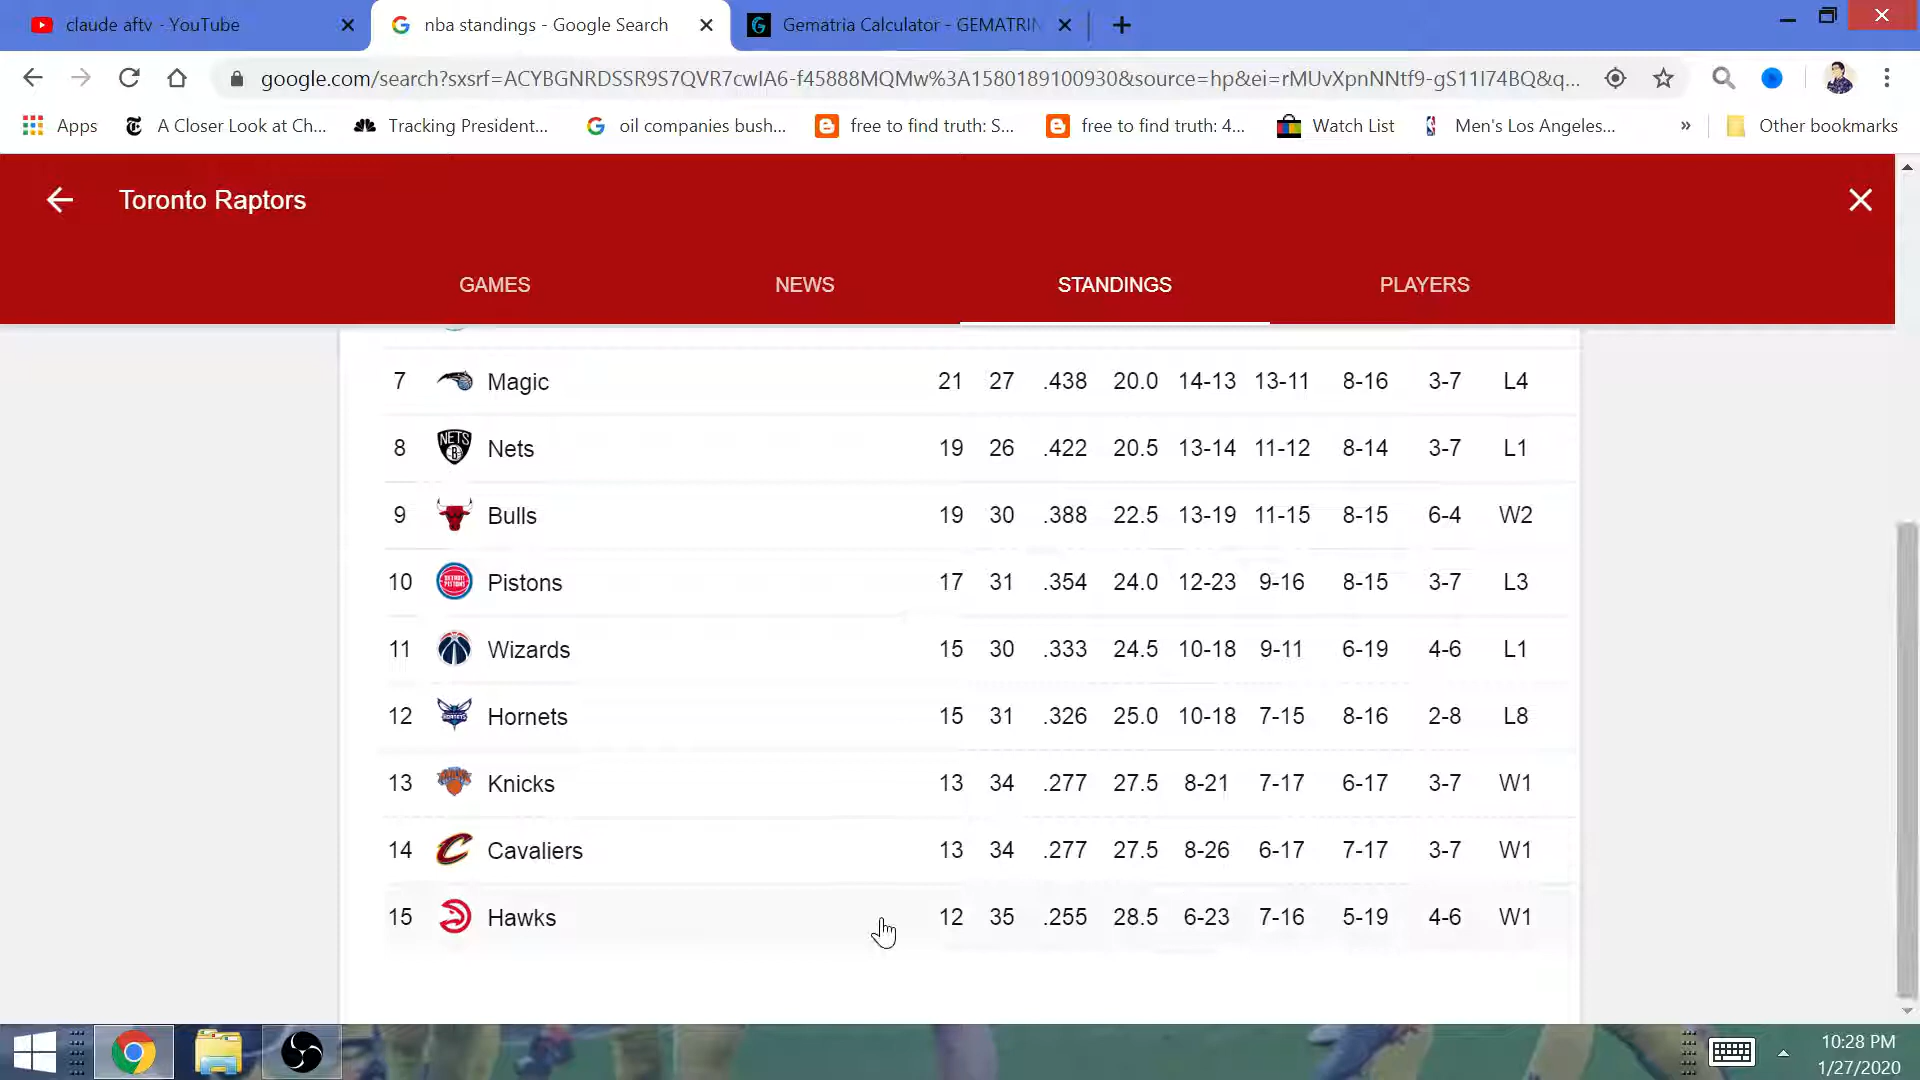 claude aftv - YouTube
nba standings - Google Search
Gematria Calculator - GEMATRIN
google.com/search?sxsrf=ACYBGNRDSSR9S7QVR7cwIA6-f45888MQMw%3A1580189100930&source=hp&ei=rMUvXpnNNtf9-gS11I74BQ&q...
Apps
A Closer Look at Ch...
Tracking President...
oil companies bush...
free to find truth: S...
free to find truth: 4...
Watch List
Men's Los Angeles...
»
Other bookmarks
Toronto Raptors
GAMES NEWS STANDINGS PLAYERS
7 Magic 21 27 .438 20.0 14-13 13-11 8-16 3-7 L4
8 NETS B Nets 19 26 .422 20.5 13-14 11-12 8-14 3-7 L1
9 Bulls 19 30 .388 22.5 13-19 11-15 8-15 6-4 W2
10 Pistons 17 31 .354 24.0 12-23 9-16 8-15 3-7 L3
11 Wizards 15 30 .333 24.5 10-18 9-11 6-19 4-6 L1
12 Hornets 15 31 .326 25.0 10-18 7-15 8-16 2-8 L8
13 Knicks 13 34 .277 27.5 8-21 7-17 6-17 3-7 W1
14 C Cavaliers 13 34 .277 27.5 8-26 6-17 7-17 3-7 W1
15 Hawks 12 35 .255 28.5 6-23 7-16 5-19 4-6 W1
10:28 PM
1/27/2020